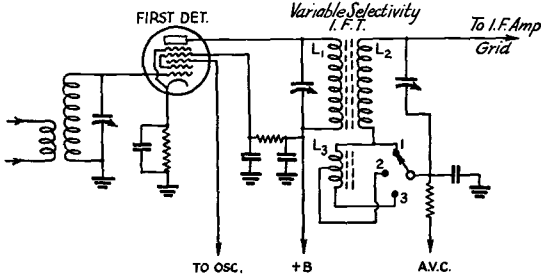 FIRST DET.
Variable Selectivity
I.F.T.
To I.F. Amp
Grid
L1
L2
L3
1
2
3
TO OSC.
+B
A.V.C.